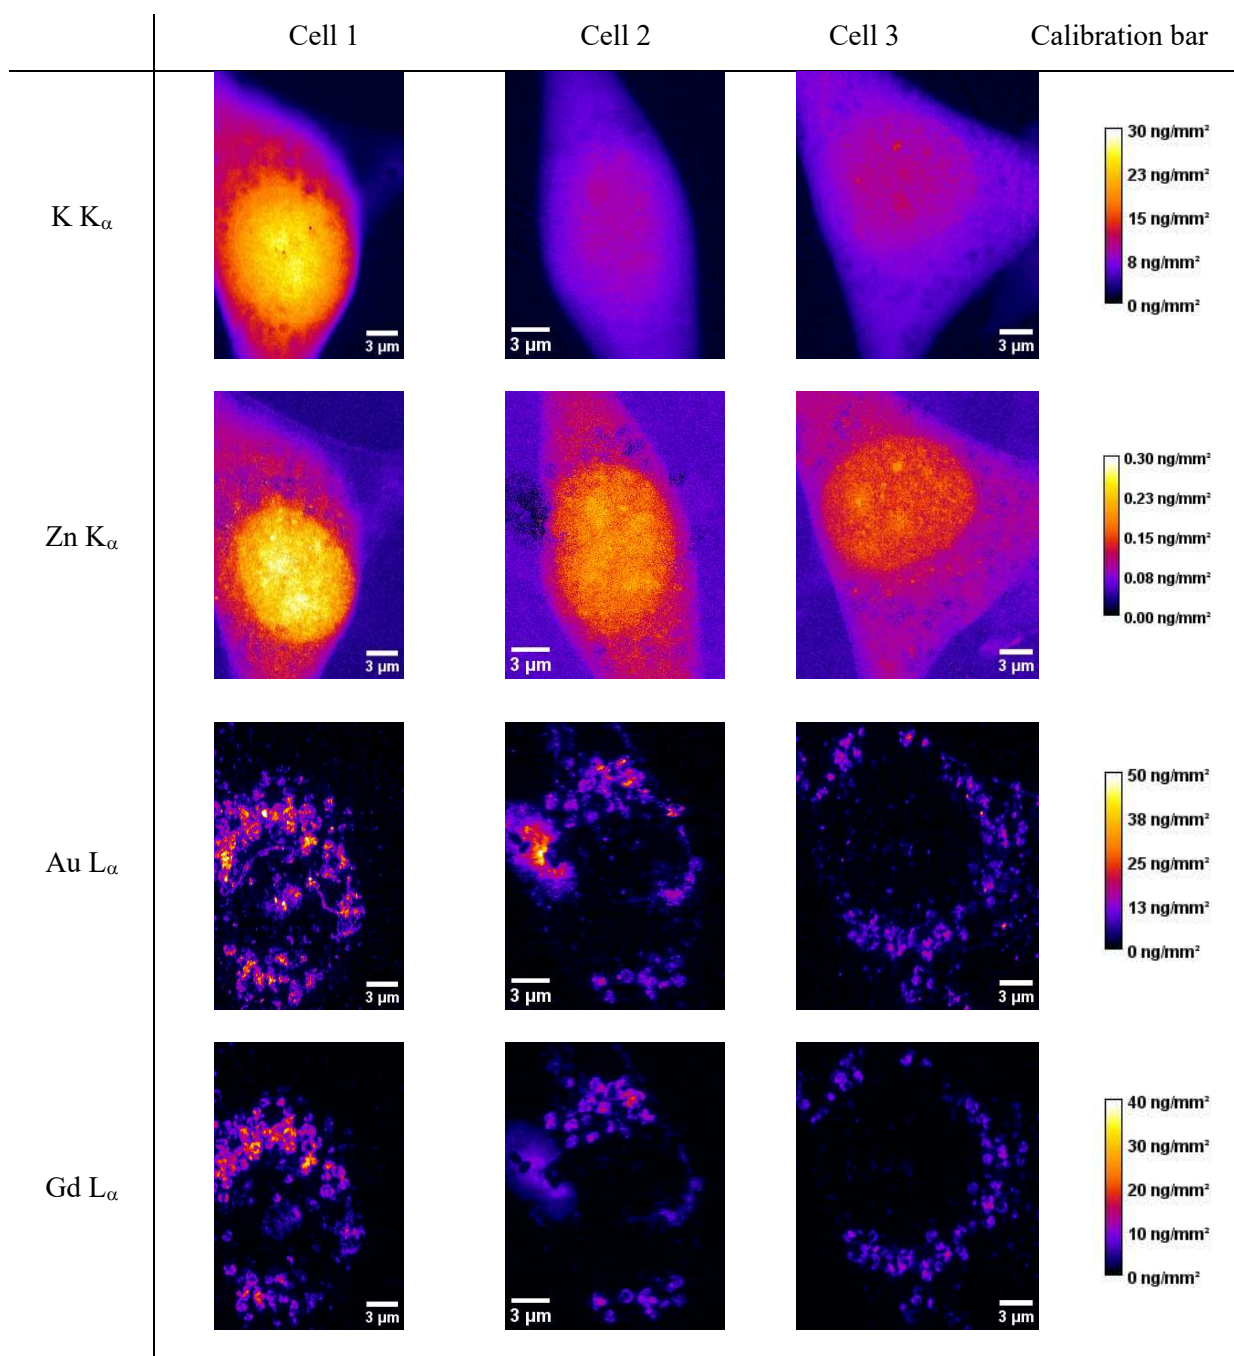 Cell 1 Cell 2 Cell 3 Calibration bar
K Kα
3 µm
3 µm
3 µm
30 ng/mm²
23 ng/mm²
15 ng/mm²
8 ng/mm²
0 ng/mm²
Zn Kα
3 µm
3 µm
3 µm
0.30 ng/mm²
0.23 ng/mm²
0.15 ng/mm²
0.08 ng/mm²
0.00 ng/mm²
Au Lα
3 µm
3 µm
3 µm
50 ng/mm²
38 ng/mm²
25 ng/mm²
13 ng/mm²
0 ng/mm²
Gd Lα
3 µm
3 µm
3 µm
40 ng/mm²
30 ng/mm²
20 ng/mm²
10 ng/mm²
0 ng/mm²